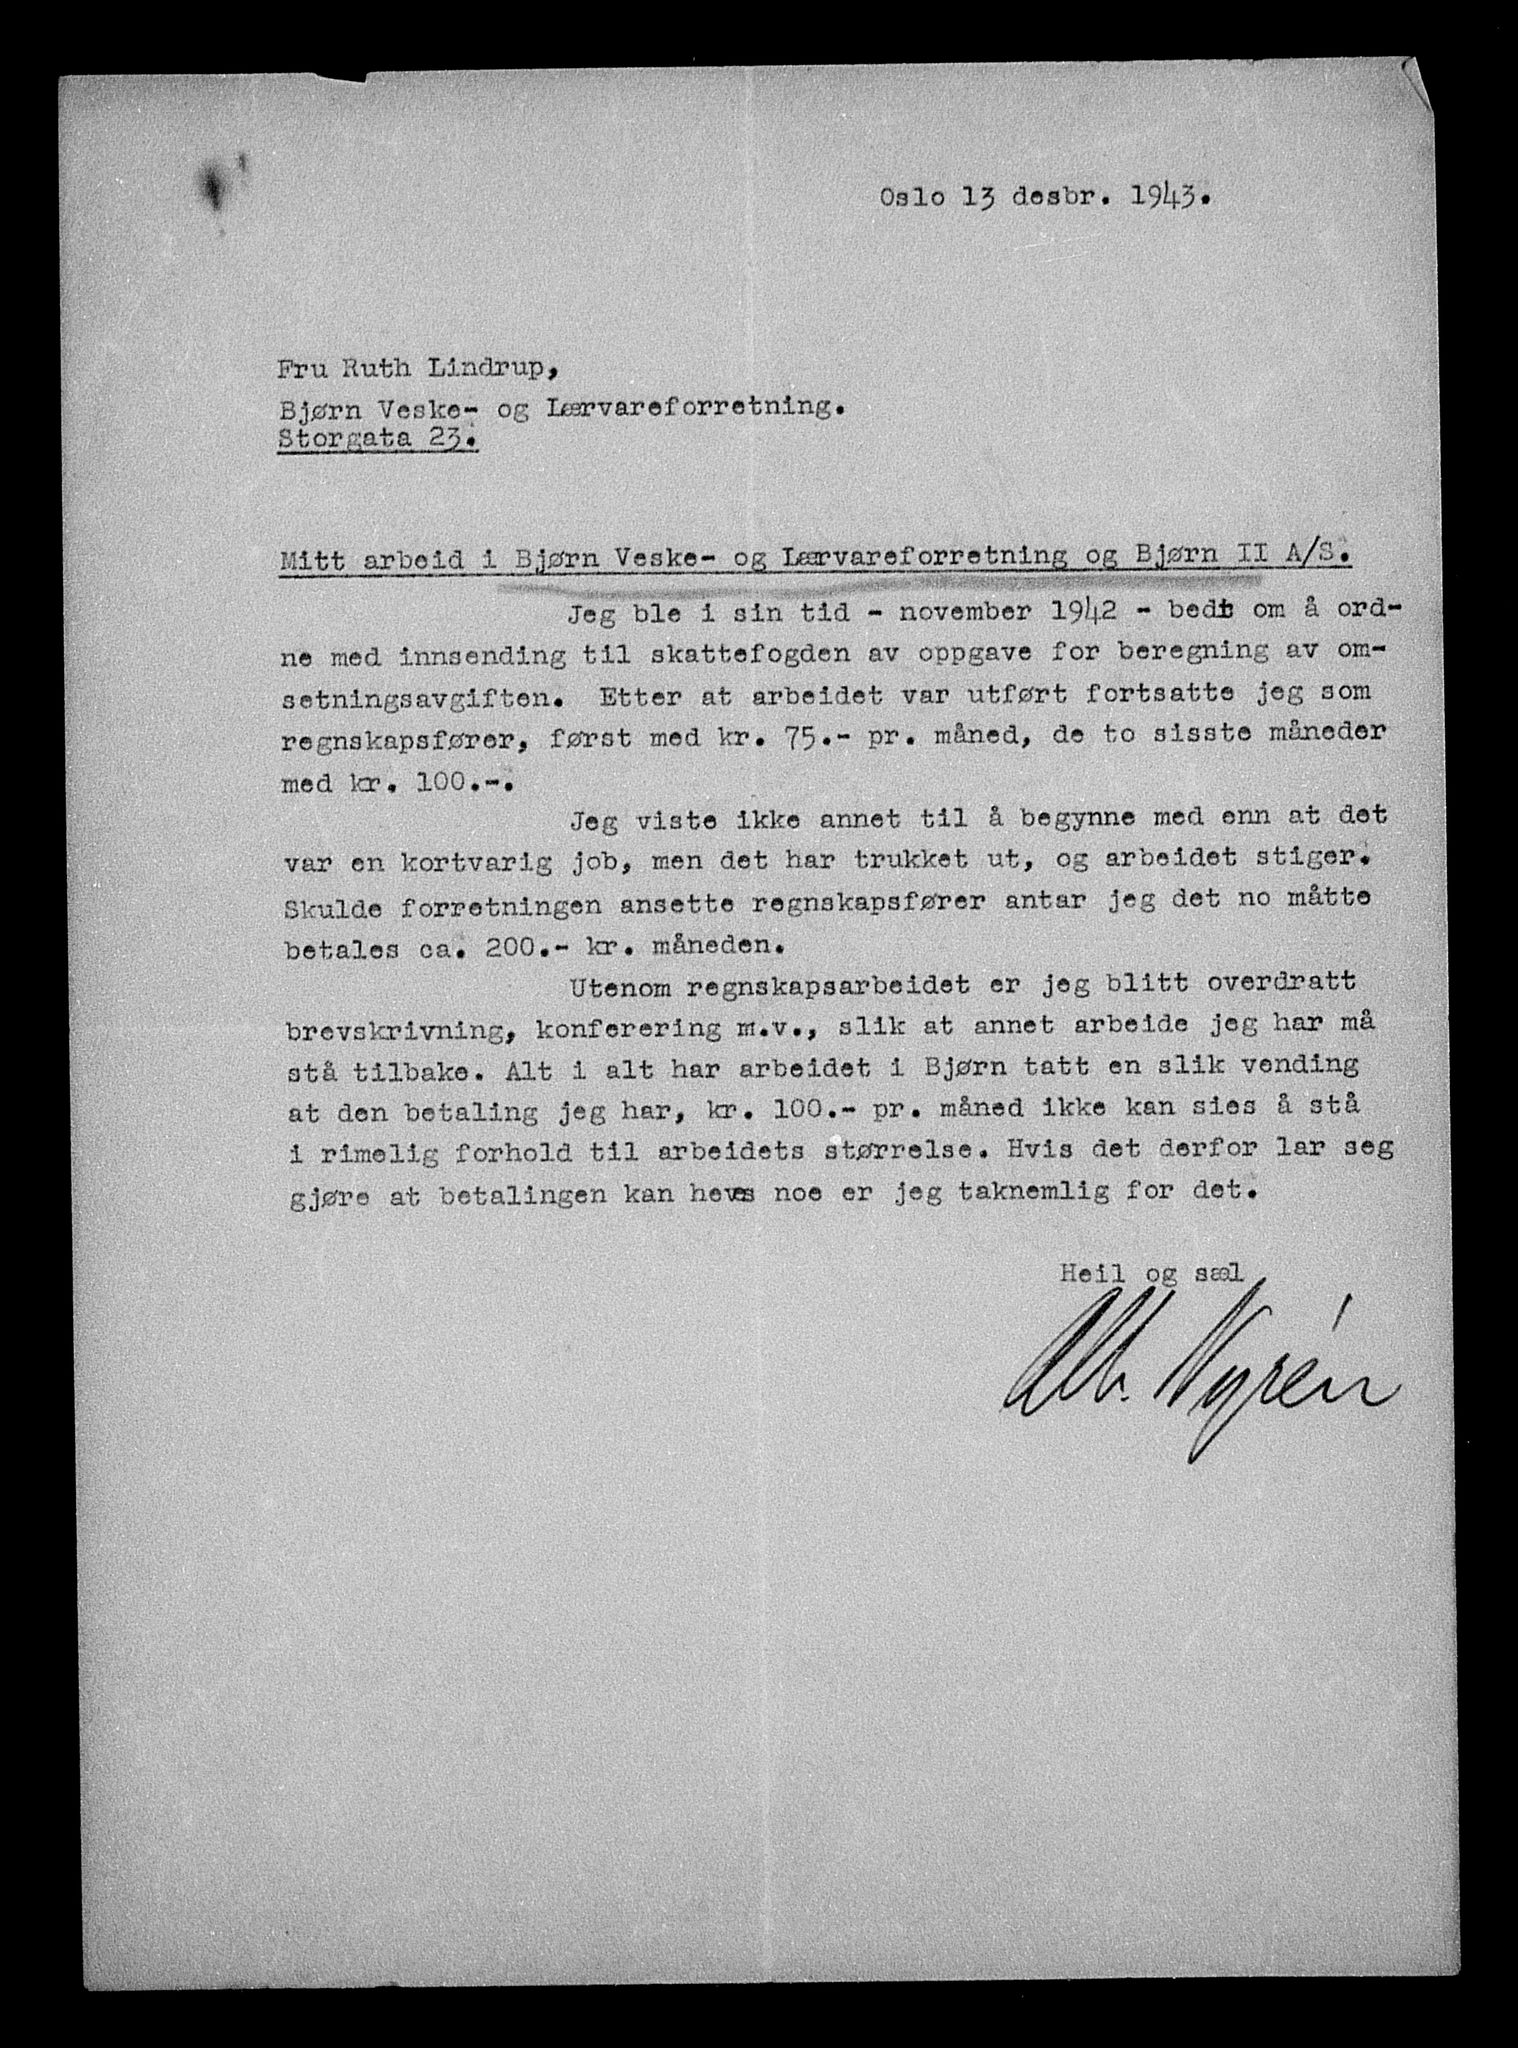 Oslo 13 desbr. 1943.
Fru Ruth Lindrup,
Bjørn Veske- og Lærvareforretning.
Storgata 23.
Mitt arbeid i Bjørn Veske- og Lærvareforretning og Bjørn II A/S.
Jeg ble i sin tid - november 1942 - bedt om å ord-
ne med innsending til skattefogden av oppgave for beregning av om-
setningsavgiften. Etter at arbeidet var utført fortsatte jeg som
regnskapsfører, først med kr. 75.- pr. måned, de to sisste måneder
med kr. 100.-.
Jeg viste ikke annet til å begynne med enn at det
var en kortvarig job, men det har trukket ut, og arbeidet stiger.
Skulde forretningen ansette regnskapsfører antar jeg det no måtte
betales ca. 200.- kr. måneden.
Utenom regnskapsarbeidet er jeg blitt overdratt
brevskrivning, konferering m.v., slik at annet arbeide jeg har må
stå tilbake. Alt i alt har arbeidet i Bjørn tatt en slik vending
at den betaling jeg har, kr. 100.- pr. måned ikke kan sies å stå
i rimelig forhold til arbeidets størrelse. Hvis det derfor lar seg
gjøre at betalingen kan heves noe er jeg taknemlig for det.
Heil og sæl
Alb. Nyrén